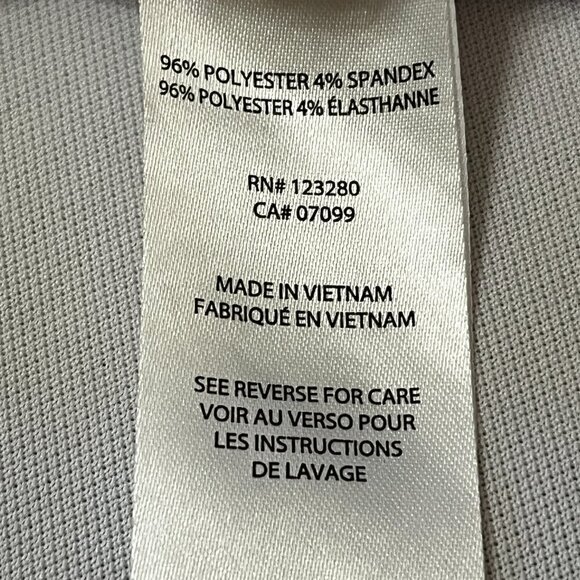 96% POLYESTER 4% SPANDEX
96% POLYESTER 4% ÉLASTHANNE
RN# 123280
CA# 07099
MADE IN VIETNAM
FABRIQUÉ EN VIETNAM
SEE REVERSE FOR CARE
VOIR AU VERSO POUR
LES INSTRUCTIONS
DE LAVAGE